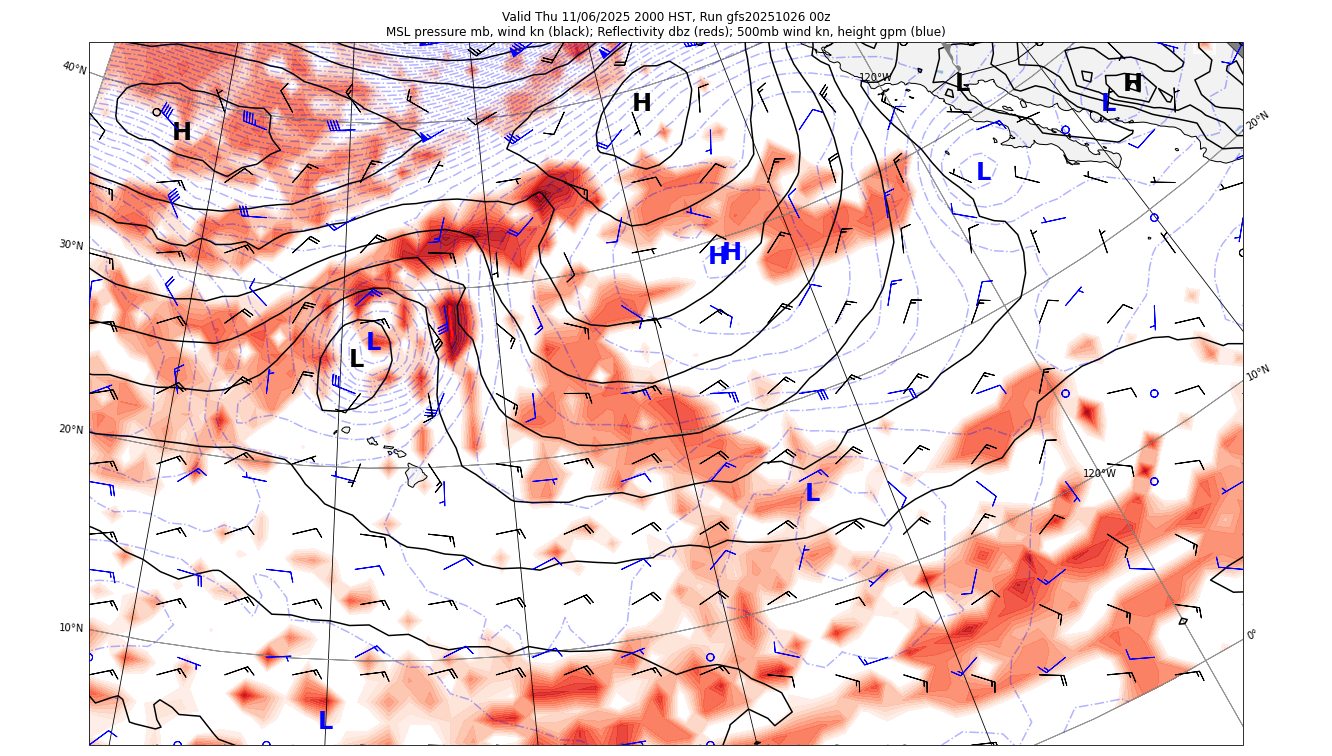 Valid Thu 11/06/2025 2000 HST, Run gfs20251026 00z
MSL pressure mb, wind kn (black); Reflectivity dbz (reds); 500mb wind kn, height gpm (blue)
40°N
120°W
L
H
H
L
20°N
H
L
30°N
H
H
L
L
10°N
20°N
120°W
L
10°N
0°
L